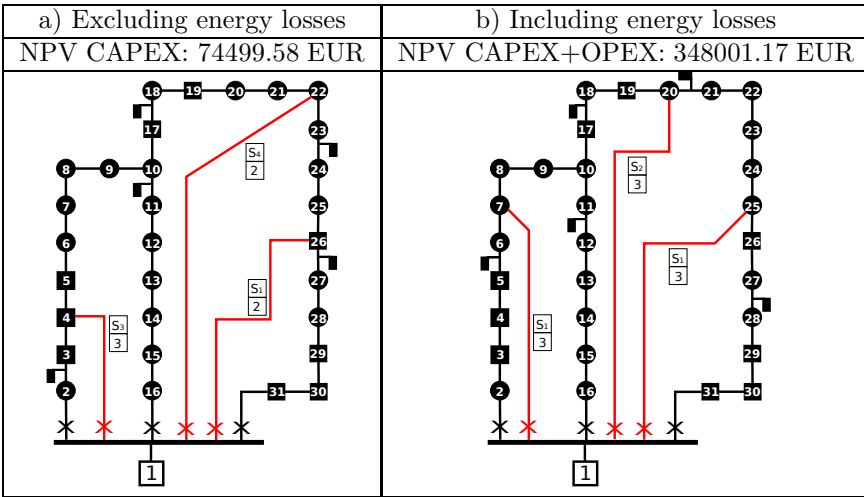 a) Excluding energy losses
NPV CAPEX: 74499.58 EUR
18 19 20 21 22
17 23
8 9 10 24
7 11 25
6 12 26
5 13 27
4 14 28
3 15 29
2 16 31 30
S4
2
S1
2
S3
3
1
b) Including energy losses
NPV CAPEX+OPEX: 348001.17 EUR
18 19 20 21 22
17 23
8 9 10 24
7 11 25
6 12 26
5 13 27
4 14 28
3 15 29
2 16 31 30
S2
3
S1
3
S1
3
1